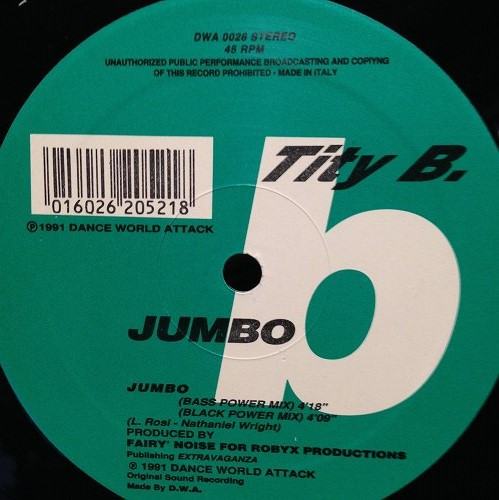 DWA 0026 STEREO
45 RPM
UNAUTHORIZED PUBLIC PERFORMANCE BROADCASTING AND COPIYNG
OF THIS RECORD PROHIBITED - MADE IN ITALY
Tity B.
b
016026 205218
℗ 1991 DANCE WORLD ATTACK
JUMBO
JUMBO
(BASS POWER MIX) 4'18"
(BLACK POWER MIX) 4'09"
(L. Rosi - Nathaniel Wright)
PRODUCED BY
FAIRY' NOISE FOR ROBYX PRODUCTIONS
Publishing EXTRAVAGANZA
℗ 1991 DANCE WORLD ATTACK
Original Sound Recording
Made By D.W.A.